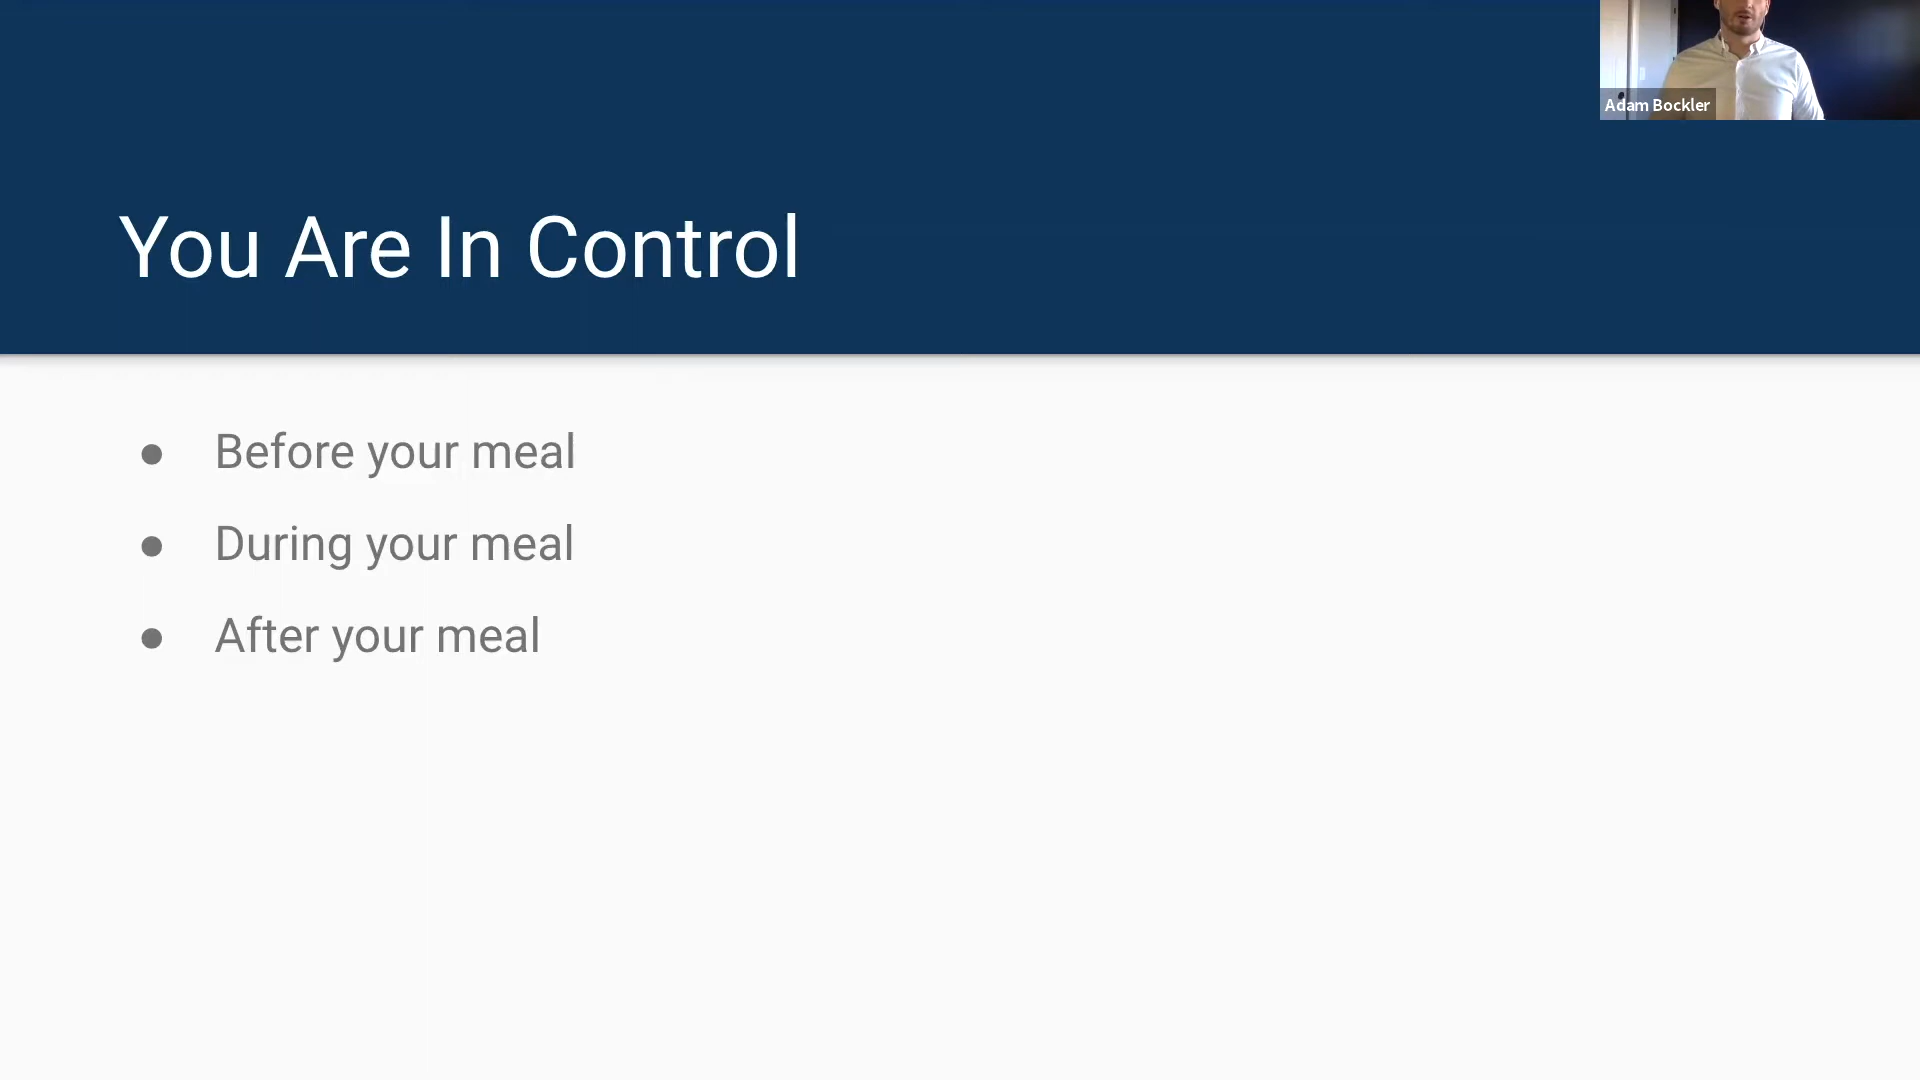 Adam Bockler
You Are In Control
● Before your meal
● During your meal
● After your meal